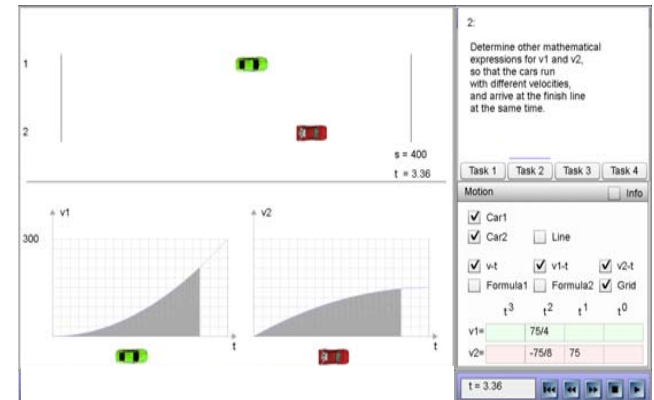 1
2
s = 400
t = 3.36
v1
300
t
v2
t
2:
Determine other mathematical
expressions for v1 and v2,
so that the cars run
with different velocities,
and arrive at the finish line
at the same time.
Task 1 Task 2 Task 3 Task 4
Motion Info
Car1
Car2 Line
v-t v1-t v2-t
Formula1 Formula2 Grid
t³ t² t¹ t⁰
v1= 75/4
v2= -75/8 75
t = 3.36